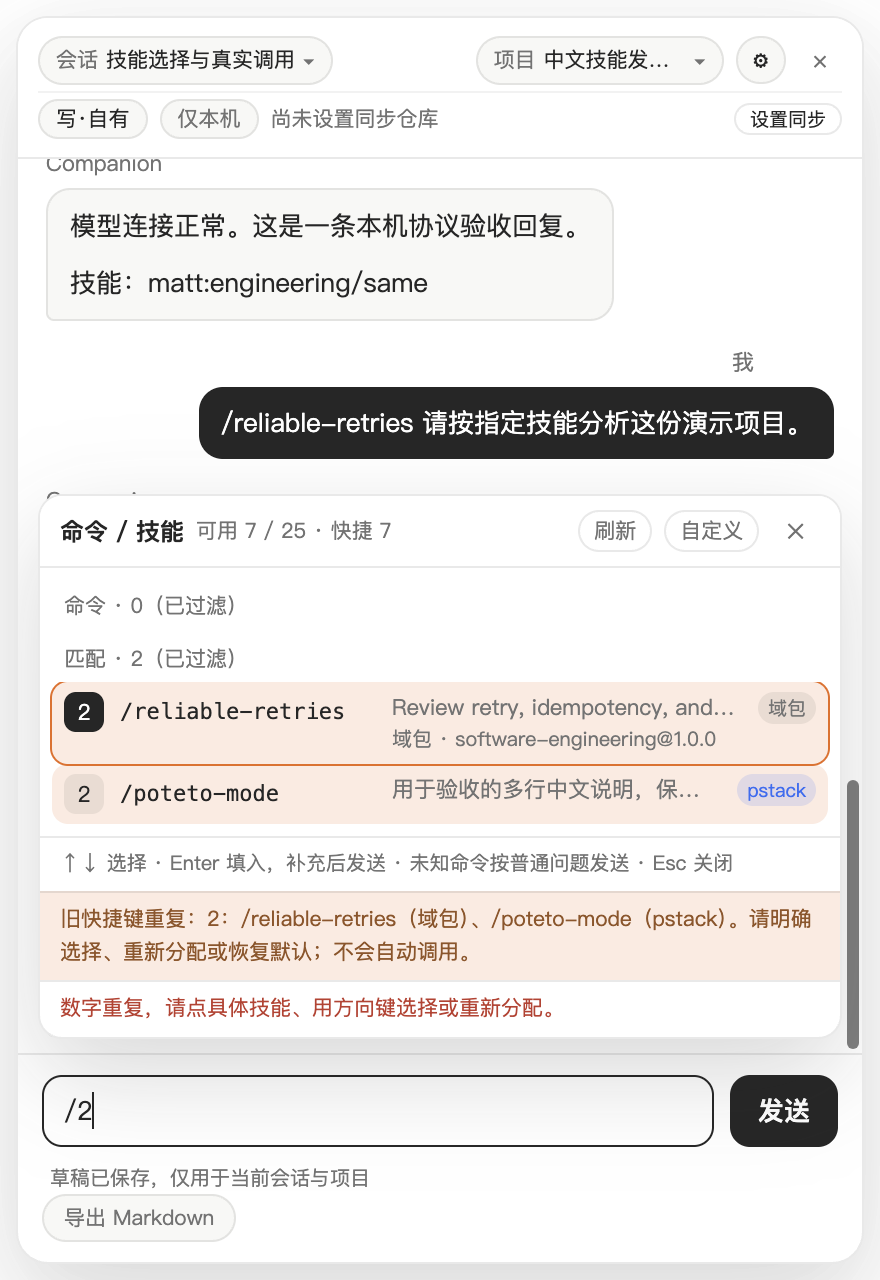 会话 技能选择与真实调用
项目 中文技能发…
⚙ ×
写·自有 仅本机 尚未设置同步仓库 设置同步
Companion
模型连接正常。这是一条本机协议验收回复。
技能：matt:engineering/same
我
/reliable-retries 请按指定技能分析这份演示项目。
命令 / 技能 可用 7 / 25 · 快捷 7 刷新 自定义 ×
命令 · 0（已过滤）
匹配 · 2（已过滤）
2 /reliable-retries Review retry, idempotency, and… 域包
域包 · software-engineering@1.0.0
2 /poteto-mode 用于验收的多行中文说明，保… pstack
↑↓ 选择 · Enter 填入，补充后发送 · 未知命令按普通问题发送 · Esc 关闭
旧快捷键重复：2：/reliable-retries（域包）、/poteto-mode（pstack）。请明确
选择、重新分配或恢复默认；不会自动调用。
数字重复，请点具体技能、用方向键选择或重新分配。
/2
发送
草稿已保存，仅用于当前会话与项目
导出 Markdown